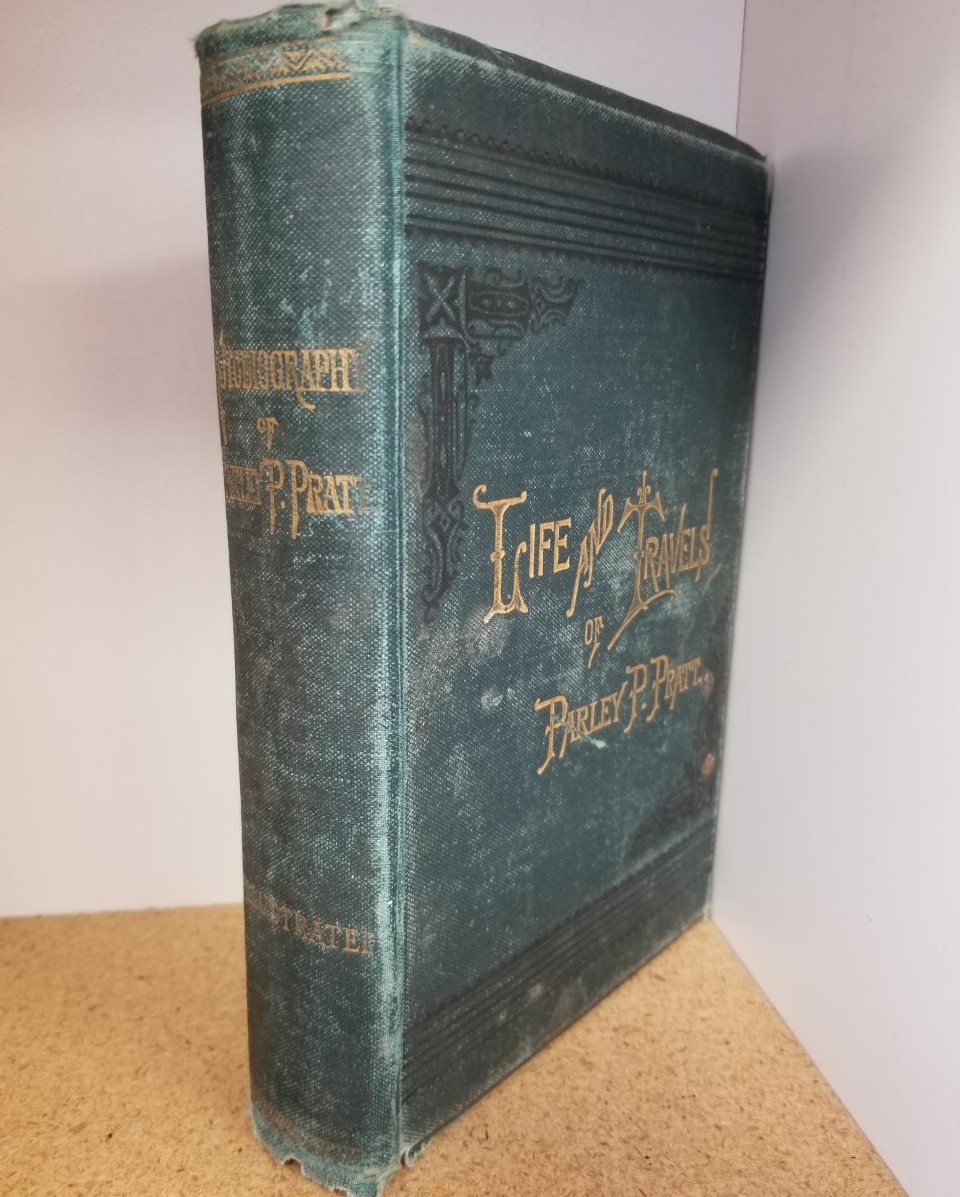 AUTOBIOGRAPHY
OF
PARLEY P. PRATT
ILLUSTRATED
LIFE AND TRAVELS
OF
PARLEY P. PRATT.